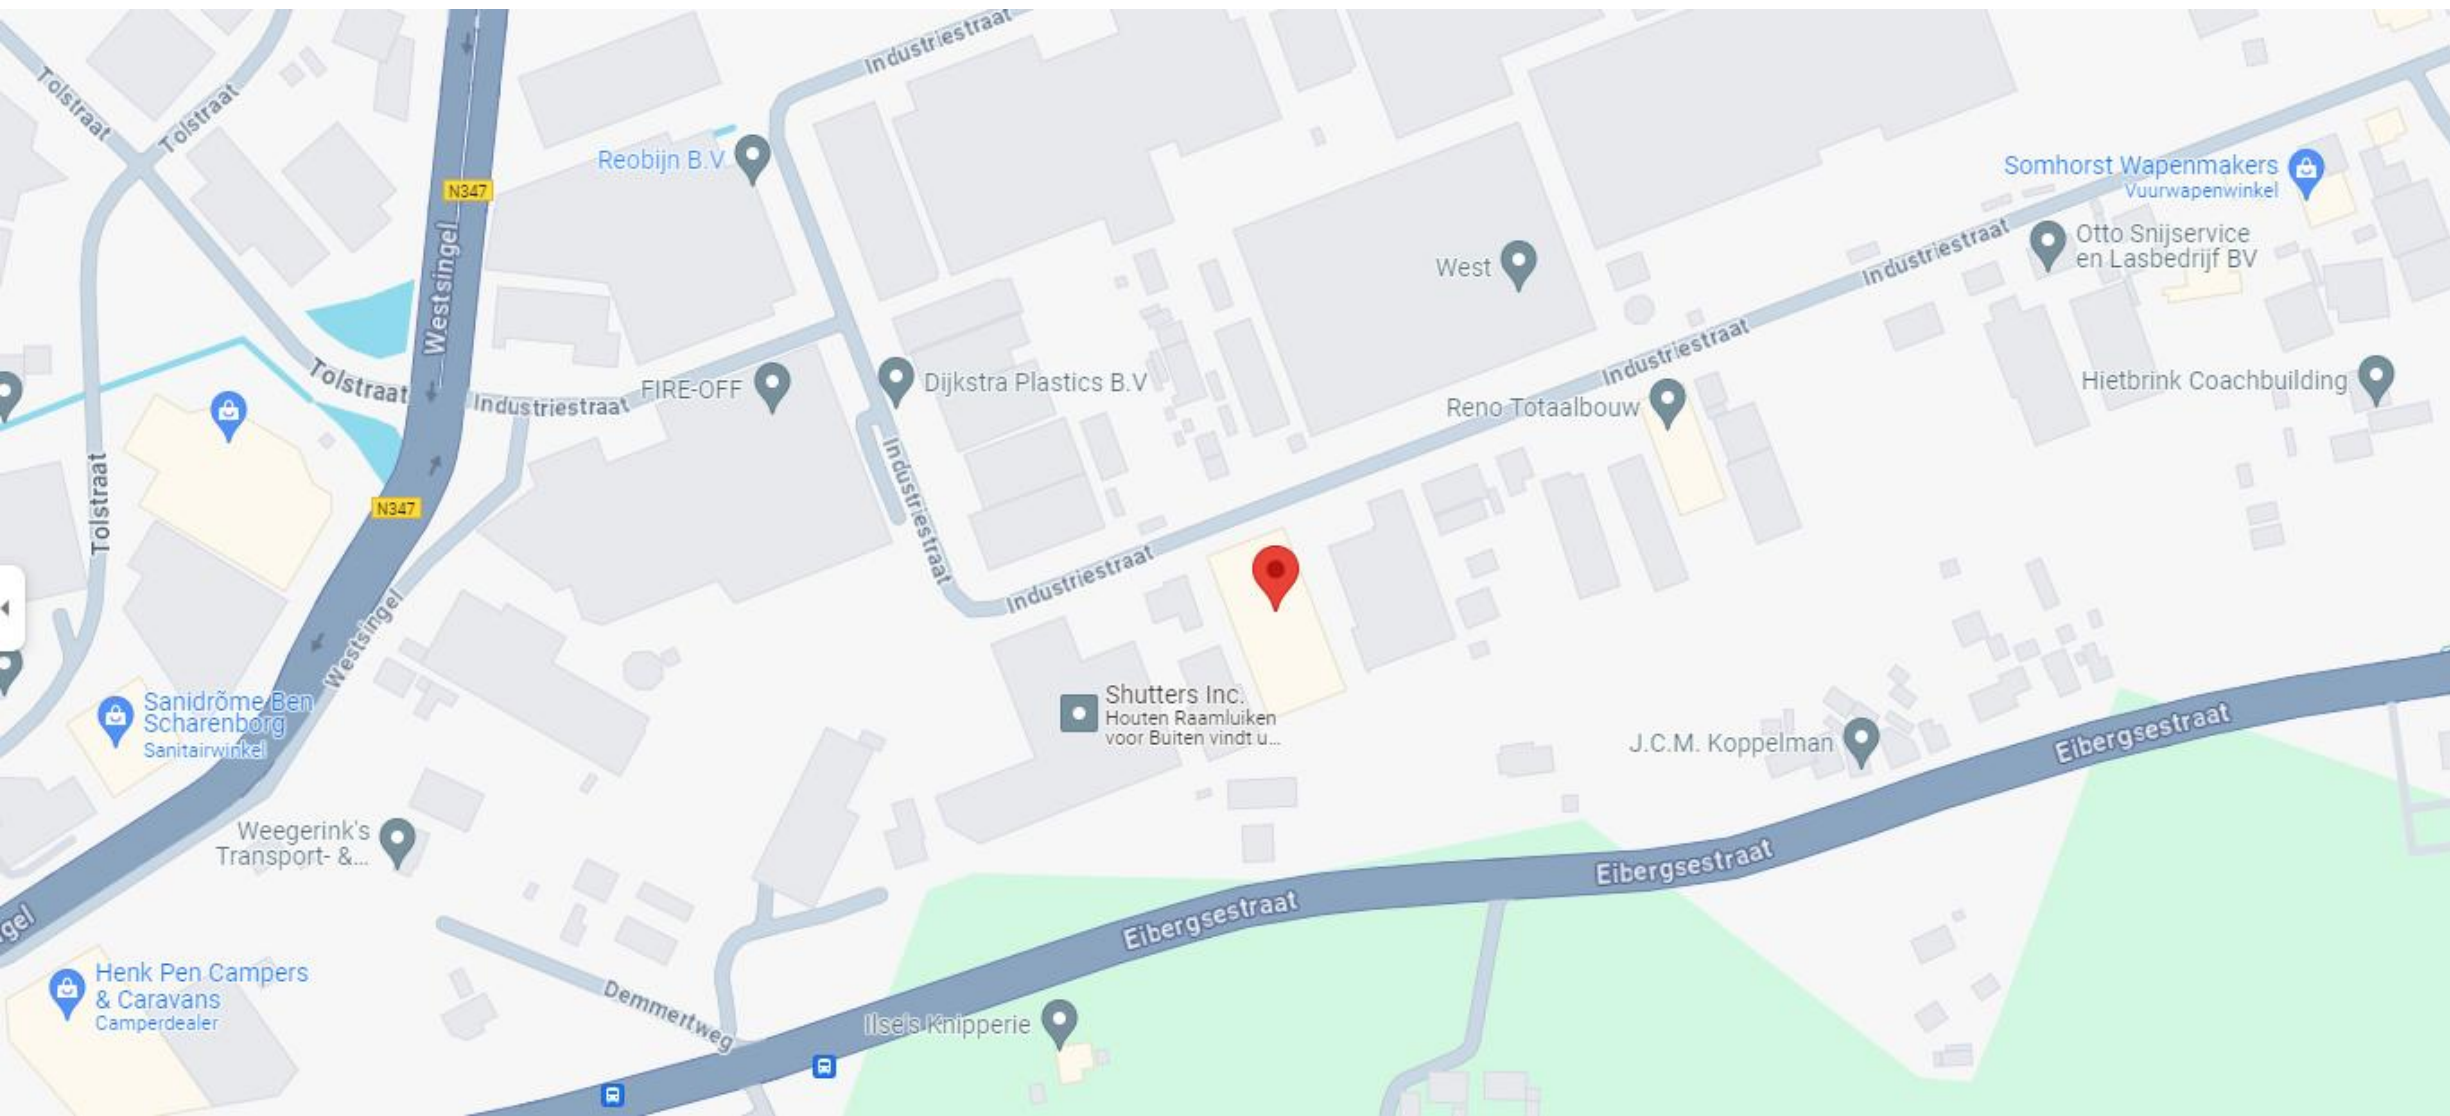 Industriestraat
Tolstraat
Tolstraat
Reobijn B.V
N347
Somhorst Wapenmakers
Vuurwapenwinkel
Westsingel
West
Industriestraat
Otto Snijservice
en Lasbedrijf BV
Tolstraat
Industriestraat
FIRE-OFF
Dijkstra Plastics B.V
Industriestraat
Reno Totaalbouw
Hietbrink Coachbuilding
Tolstraat
N347
Industriestraat
Industriestraat
Westsingel
Sanidrõme Ben
Scharenborg
Sanitairwinkel
Shutters Inc.
Houten Raamluiken
voor Buiten vindt u...
J.C.M. Koppelman
Eibergsestraat
Weegerink's
Transport- &...
Eibergsestraat
Eibergsestraat
gel
Henk Pen Campers
& Caravans
Camperdealer
Demmertweg
Ilse's Knipperie